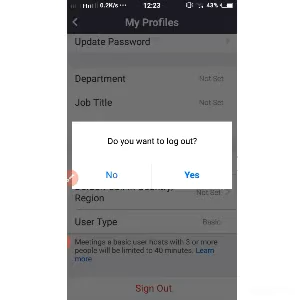 0.2K/s ··· 12:23 43%
My Profiles
Update Password
Department Not Set
Job Title Not Set
Do you want to log out?
No Yes
Not Set
Region
User Type Basic
Meetings a basic user hosts with 3 or more
people will be limited to 40 minutes. Learn
more
Sign Out